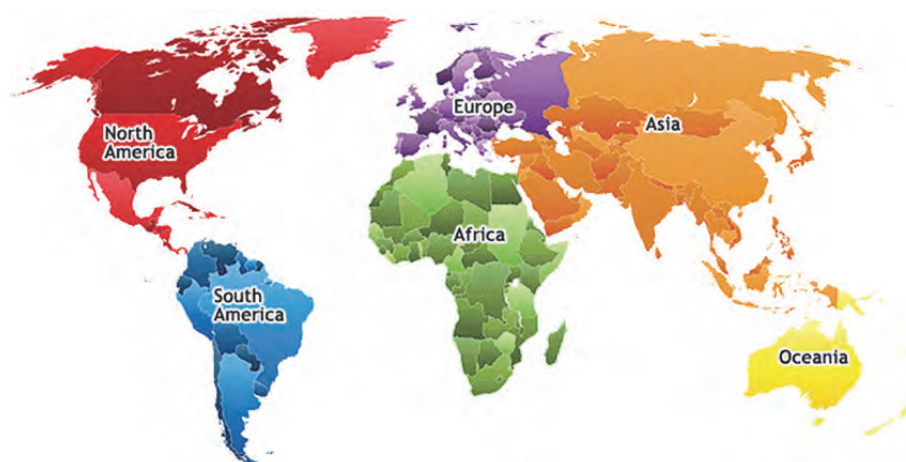 Europe
Asia
North
America
Africa
South
America
Oceania